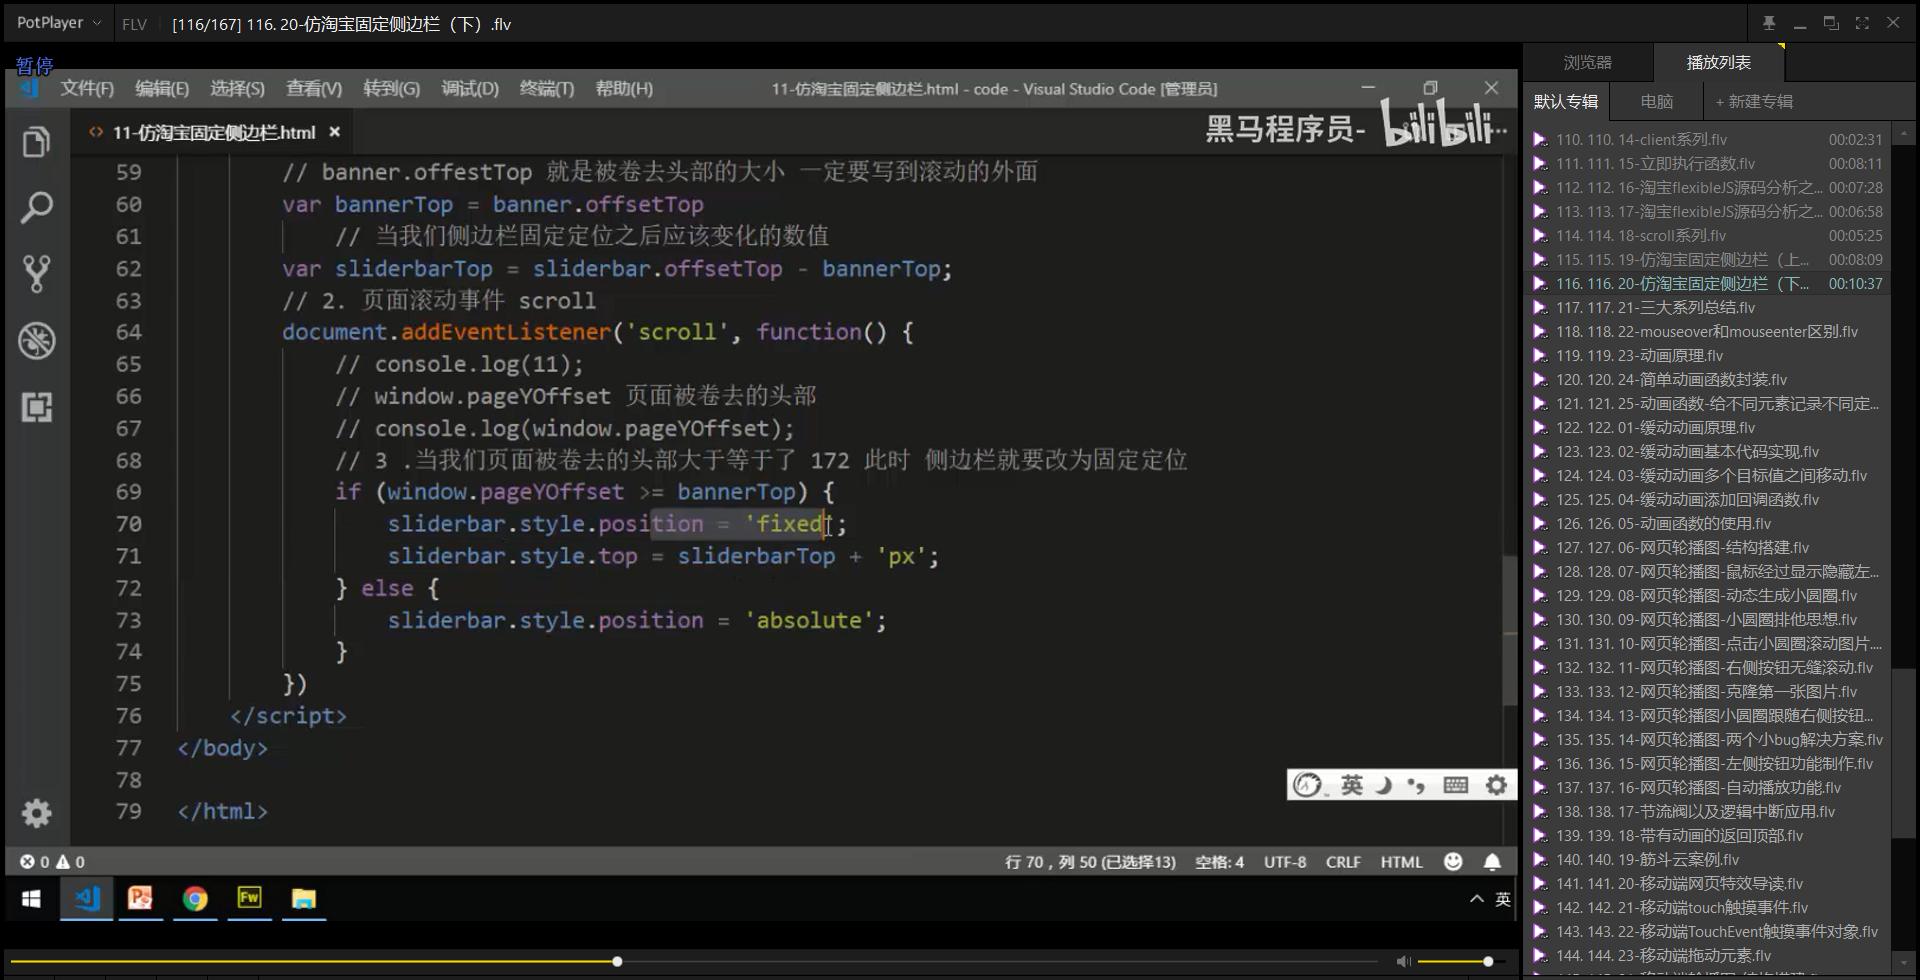 PotPlayer
FLV
[116/167] 116. 20-仿淘宝固定侧边栏（下）.flv
暂停
文件(F) 编辑(E) 选择(S) 查看(V) 转到(G) 调试(D) 终端(T) 帮助(H)
11-仿淘宝固定侧边栏.html - code - Visual Studio Code [管理员]
11-仿淘宝固定侧边栏.html ×
黑马程序员- bilibili
59 // banner.offestTop 就是被卷去头部的大小 一定要写到滚动的外面
60 var bannerTop = banner.offsetTop
61 // 当我们侧边栏固定定位之后应该变化的数值
62 var sliderbarTop = sliderbar.offsetTop - bannerTop;
63 // 2. 页面滚动事件 scroll
64 document.addEventListener('scroll', function() {
65 // console.log(11);
66 // window.pageYOffset 页面被卷去的头部
67 // console.log(window.pageYOffset);
68 // 3 .当我们页面被卷去的头部大于等于了 172 此时 侧边栏就要改为固定定位
69 if (window.pageYOffset >= bannerTop) {
70 sliderbar.style.position = 'fixed';
71 sliderbar.style.top = sliderbarTop + 'px';
72 } else {
73 sliderbar.style.position = 'absolute';
74 }
75 })
76 </script>
77 </body>
78
79 </html>
英
0 0
行 70，列 50 (已选择13) 空格: 4 UTF-8 CRLF HTML
Fw
英
浏览器 播放列表
默认专辑 电脑 + 新建专辑
110. 110. 14-client系列.flv 00:02:31
111. 111. 15-立即执行函数.flv 00:08:11
112. 112. 16-淘宝flexibleJS源码分析之... 00:07:28
113. 113. 17-淘宝flexibleJS源码分析之... 00:06:58
114. 114. 18-scroll系列.flv 00:05:25
115. 115. 19-仿淘宝固定侧边栏（上... 00:08:09
116. 116. 20-仿淘宝固定侧边栏（下... 00:10:37
117. 117. 21-三大系列总结.flv
118. 118. 22-mouseover和mouseenter区别.flv
119. 119. 23-动画原理.flv
120. 120. 24-简单动画函数封装.flv
121. 121. 25-动画函数-给不同元素记录不同定...
122. 122. 01-缓动动画原理.flv
123. 123. 02-缓动动画基本代码实现.flv
124. 124. 03-缓动动画多个目标值之间移动.flv
125. 125. 04-缓动动画添加回调函数.flv
126. 126. 05-动画函数的使用.flv
127. 127. 06-网页轮播图-结构搭建.flv
128. 128. 07-网页轮播图-鼠标经过显示隐藏左...
129. 129. 08-网页轮播图-动态生成小圆圈.flv
130. 130. 09-网页轮播图-小圆圈排他思想.flv
131. 131. 10-网页轮播图-点击小圆圈滚动图片....
132. 132. 11-网页轮播图-右侧按钮无缝滚动.flv
133. 133. 12-网页轮播图-克隆第一张图片.flv
134. 134. 13-网页轮播图小圆圈跟随右侧按钮...
135. 135. 14-网页轮播图-两个小bug解决方案.flv
136. 136. 15-网页轮播图-左侧按钮功能制作.flv
137. 137. 16-网页轮播图-自动播放功能.flv
138. 138. 17-节流阀以及逻辑中断应用.flv
139. 139. 18-带有动画的返回顶部.flv
140. 140. 19-筋斗云案例.flv
141. 141. 20-移动端网页特效导读.flv
142. 142. 21-移动端touch触摸事件.flv
143. 143. 22-移动端TouchEvent触摸事件对象.flv
144. 144. 23-移动端拖动元素.flv